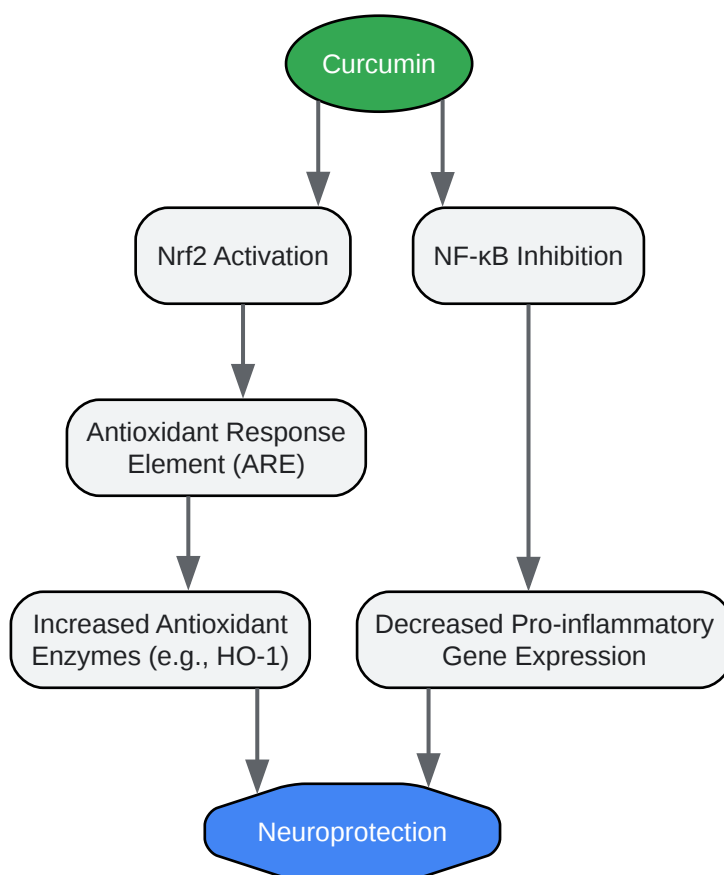 Curcumin
Nrf2 Activation
NF-κB Inhibition
Antioxidant Response
Element (ARE)
Increased Antioxidant
Enzymes (e.g., HO-1)
Decreased Pro-inflammatory
Gene Expression
Neuroprotection